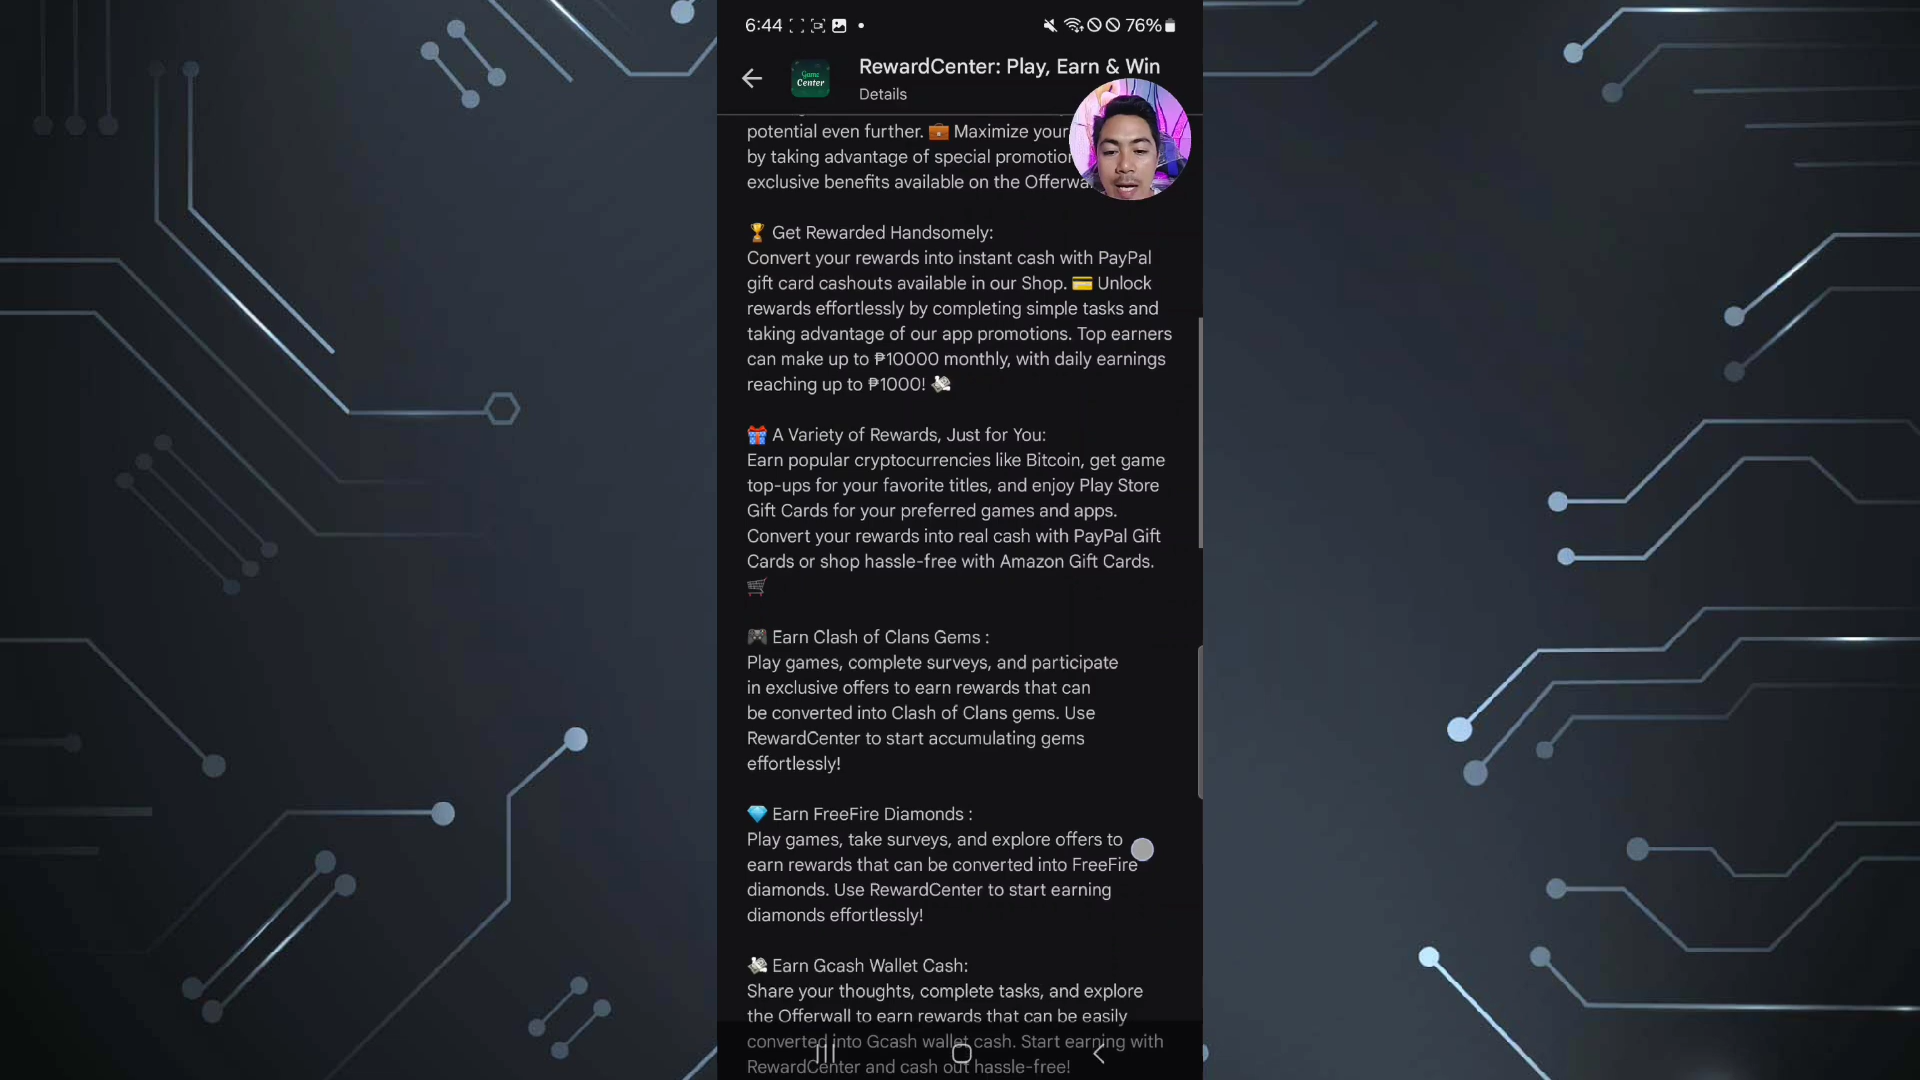 6:44
76%
RewardCenter: Play, Earn & Win
Game
Center
Details
potential even further. 💼 Maximize your
by taking advantage of special
exclusive benefits available on the
🏆 Get Rewarded Handsomely:
Convert your rewards into instant cash with PayPal
gift card cashouts available in our Shop. 💳 Unlock
rewards effortlessly by completing simple tasks and
taking advantage of our app promotions. Top earners
can make up to ₱10000 monthly, with daily earnings
reaching up to ₱1000! 💸
🎁 A Variety of Rewards, Just for You:
Earn popular cryptocurrencies like Bitcoin, get game
top-ups for your favorite titles, and enjoy Play Store
Gift Cards for your preferred games and apps.
Convert your rewards into real cash with PayPal Gift
Cards or shop hassle-free with Amazon Gift Cards.
🛒
🎮 Earn Clash of Clans Gems :
Play games, complete surveys, and participate
in exclusive offers to earn rewards that can
be converted into Clash of Clans gems. Use
RewardCenter to start accumulating gems
effortlessly!
💎 Earn FreeFire Diamonds :
Play games, take surveys, and explore offers to
earn rewards that can be converted into FreeFire
diamonds. Use RewardCenter to start earning
diamonds effortlessly!
💸 Earn Gcash Wallet Cash:
Share your thoughts, complete tasks, and explore
the Offerwall to earn rewards that can be easily
converted into Gcash wallet cash. Start earning with
RewardCenter and cash out hassle-free!